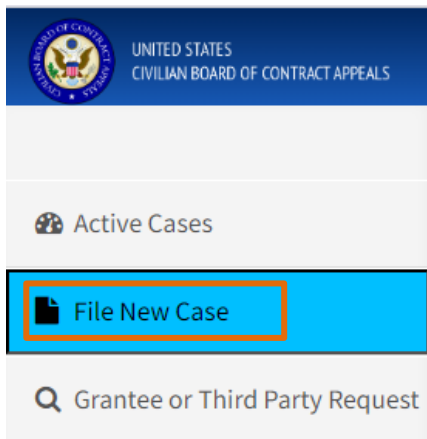 UNITED STATES
CIVILIAN BOARD OF CONTRACT APPEALS
Active Cases
File New Case
Grantee or Third Party Request